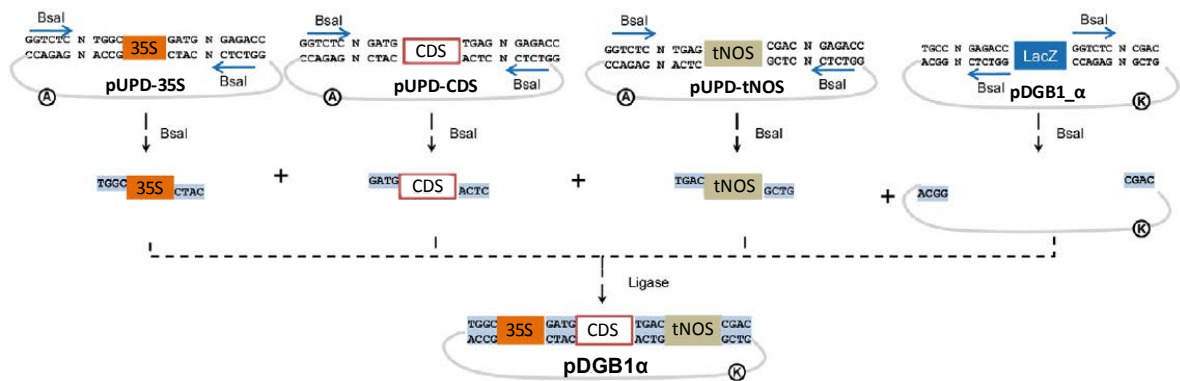 BsaI
GGTCTC N TGGC 35S GATG N GAGACC
CCAGAG N ACCG CTAC N CTCTGG
BsaI
A
pUPD-35S
BsaI
GGTCTC N GATG CDS TGAG N GAGACC
CCAGAG N CTAC ACTC N CTCTGG
BsaI
A
pUPD-CDS
BsaI
GGTCTC N TGAG tNOS CGAC N GAGACC
CCAGAG N ACTC GCTC N CTCTGG
BsaI
A
pUPD-tNOS
BsaI
TGCC N GAGACC LacZ GGTCTC N CGAC
ACGG N CTCTGG CCAGAG N GCTG
BsaI
pDGB1_α
K
BsaI
BsaI
BsaI
BsaI
TGGC 35S CTAC
+
GATG CDS ACTC
+
TGAC tNOS GCTG
+
ACGG CGAC
K
Ligase
TGGC 35S GATG CDS TGAC tNOS CGAC
ACCG CTAC ACTG GCTG
pDGB1α
K